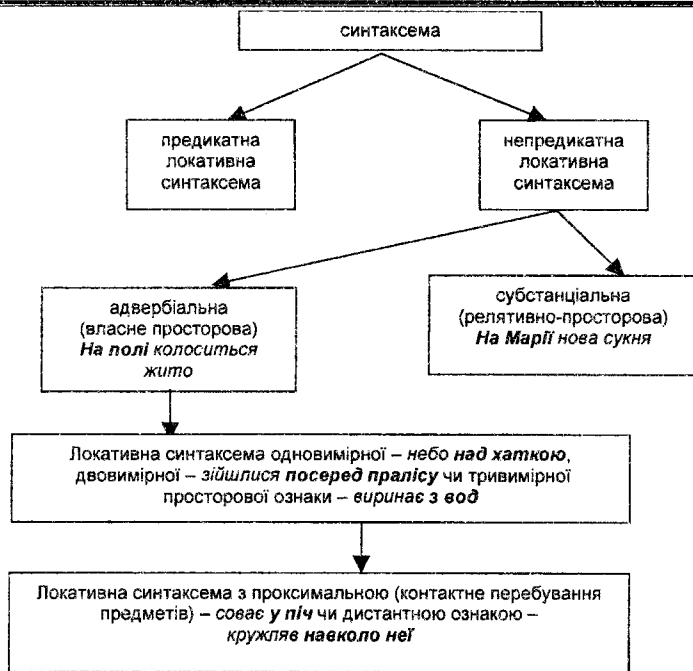 синтаксема
предикатна
локативна
синтаксема
непредикатна
локативна
синтаксема
адвербіальна
(власне просторова)
На полі колоситься
жито
субстанціальна
(релятивно-просторова)
На Марії нова сукня
Локативна синтаксема одновимірної – небо над хаткою,
двовимірної – зійшлися посеред пралісу чи тривимірної
просторової ознаки – виринає з вод
Локативна синтаксема з проксимальною (контактне перебування
предметів) – соває у піч чи дистантною ознакою –
кружляв навколо неї